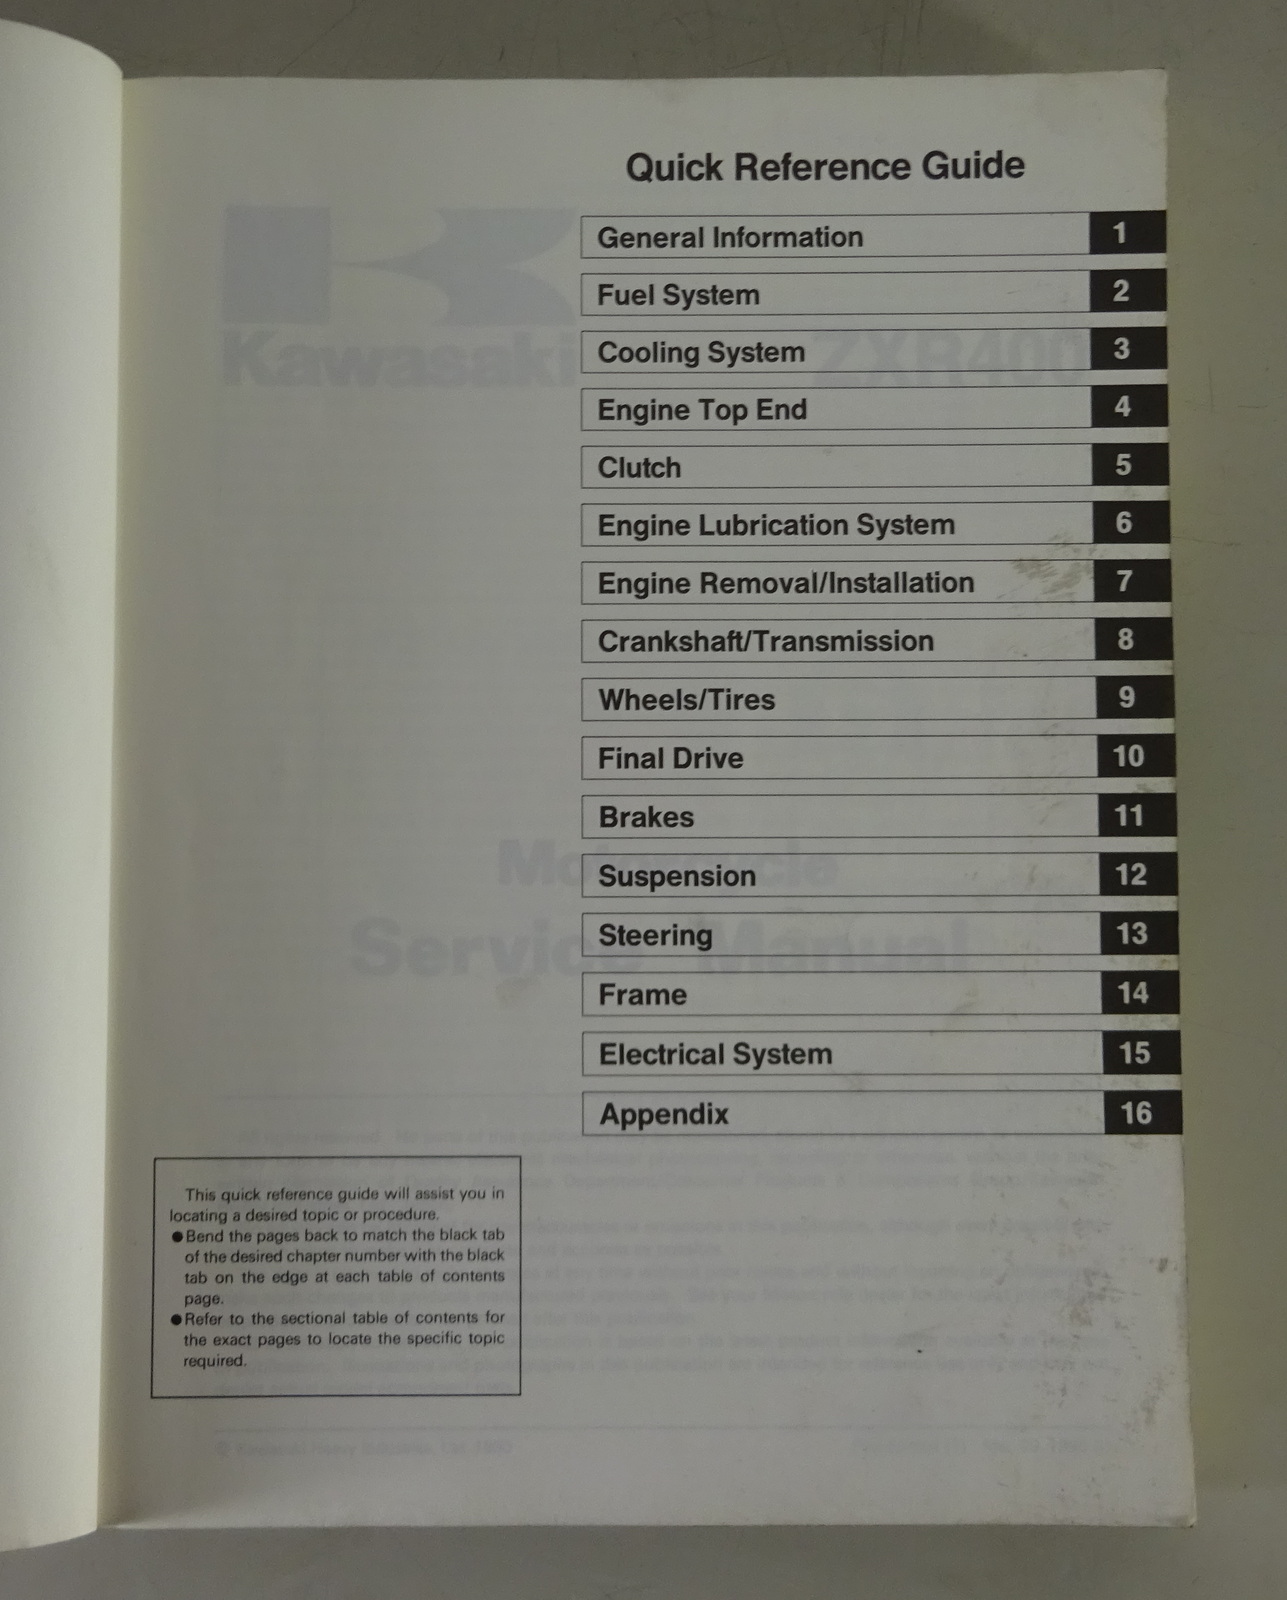 Quick Reference Guide
General Information 1
Fuel System 2
Cooling System 3
Engine Top End 4
Clutch 5
Engine Lubrication System 6
Engine Removal/Installation 7
Crankshaft/Transmission 8
Wheels/Tires 9
Final Drive 10
Brakes 11
Suspension 12
Steering 13
Frame 14
Electrical System 15
Appendix 16
This quick reference guide will assist you in
locating a desired topic or procedure.
●Bend the pages back to match the black tab
of the desired chapter number with the black
tab on the edge at each table of contents
page.
●Refer to the sectional table of contents for
the exact pages to locate the specific topic
required.
Kawasaki ZXR400
Motorcycle
Service Manual